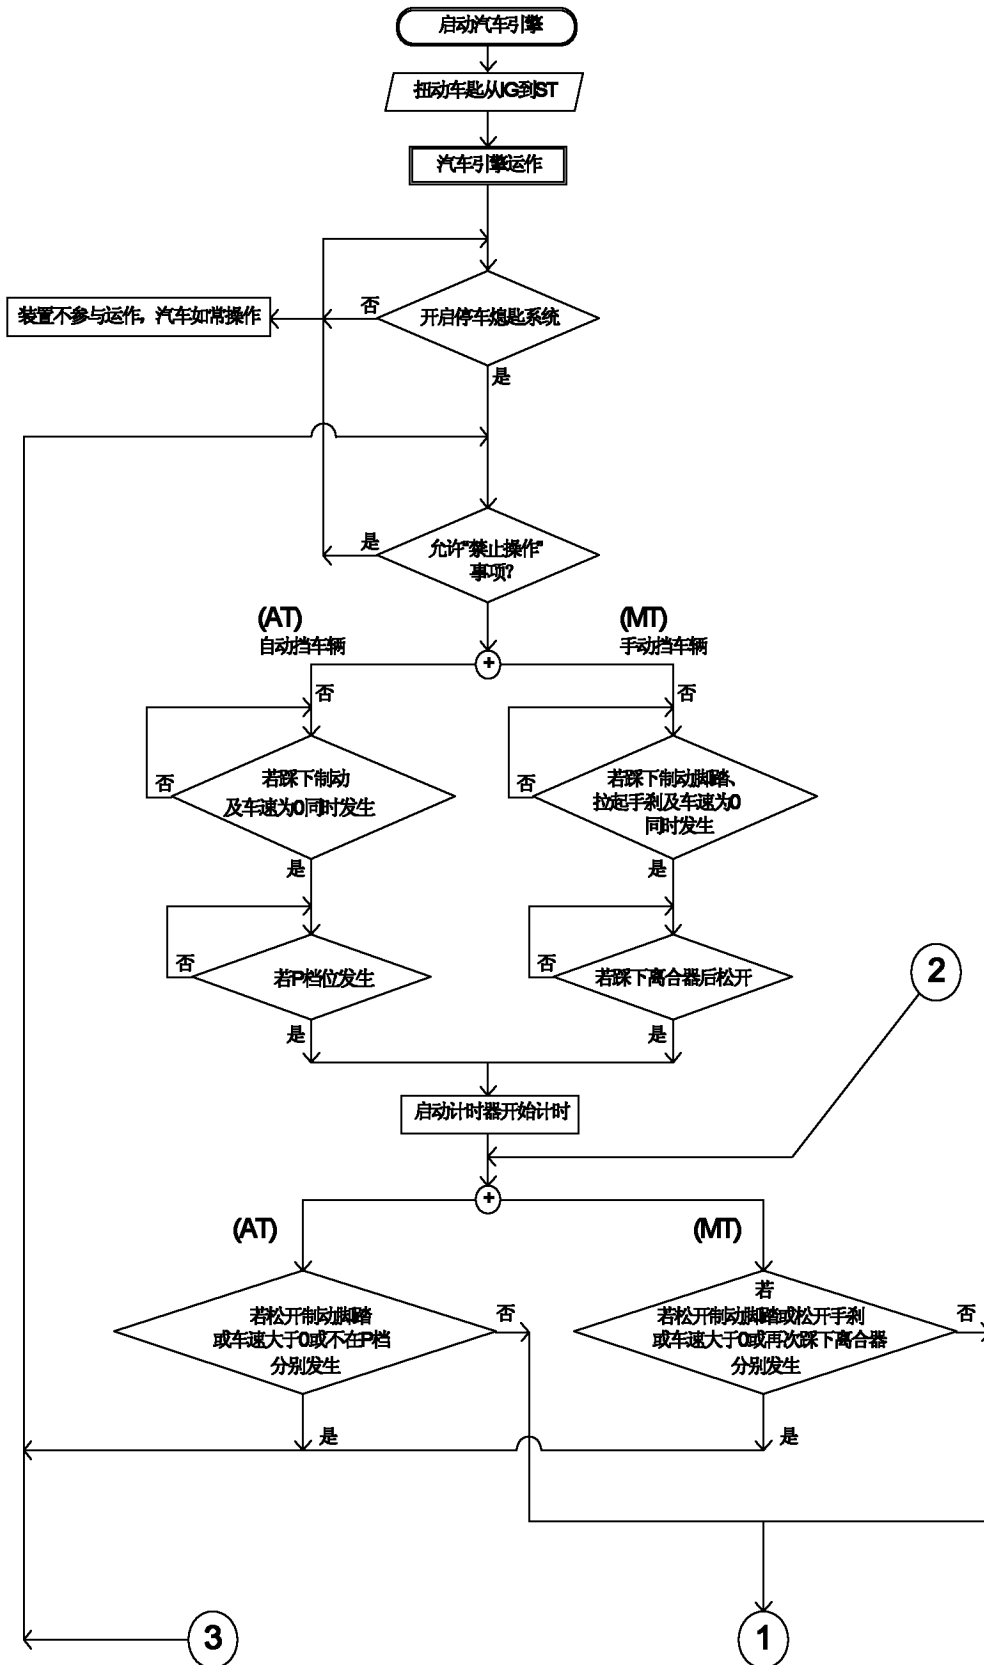 启动汽车引擎
扭动车匙从IG到ST
汽车引擎运作
装置不参与运作，汽车如常操作
否
开启停车熄匙系统
是
是
允许"禁止操作"
事项?
(AT)
自动挡车辆
(MT)
手动挡车辆
+
否
否
否
若踩下制动
及车速为0同时发生
否
若踩下制动脚踏、
拉起手刹及车速为0
同时发生
是
是
否
若P档位发生
否
若踩下离合器后松开
2
是
是
启动计时器开始计时
+
(AT)
(MT)
若松开制动脚踏
或车速大于0或不在P档
分别发生
否
若
若松开制动脚踏或松开手刹
或车速大于0或再次踩下离合器
分别发生
否
是
是
3
1